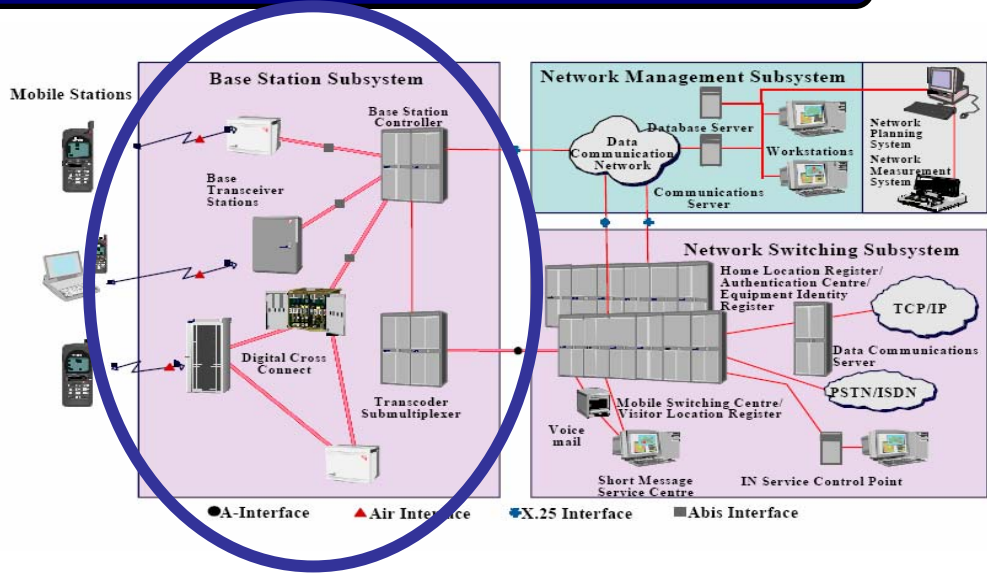 Mobile Stations
Base Station Subsystem
Base Station
Controller
Base
Transceiver
Stations
Digital Cross
Connect
Transcoder
Submultiplexer
Network Management Subsystem
Database Server
Data
Communication
Network
Workstations
Communications
Server
Network
Planning
System
Network
Measurement
System
Network Switching Subsystem
Home Location Register/
Authentication Centre/
Equipment Identity
Register
TCP/IP
Data Communications
Server
PSTN/ISDN
Mobile Switching Centre/
Visitor Location Register
Voice
mail
Short Message
Service Centre
IN Service Control Point
A-Interface
Air Interface
X.25 Interface
Abis Interface